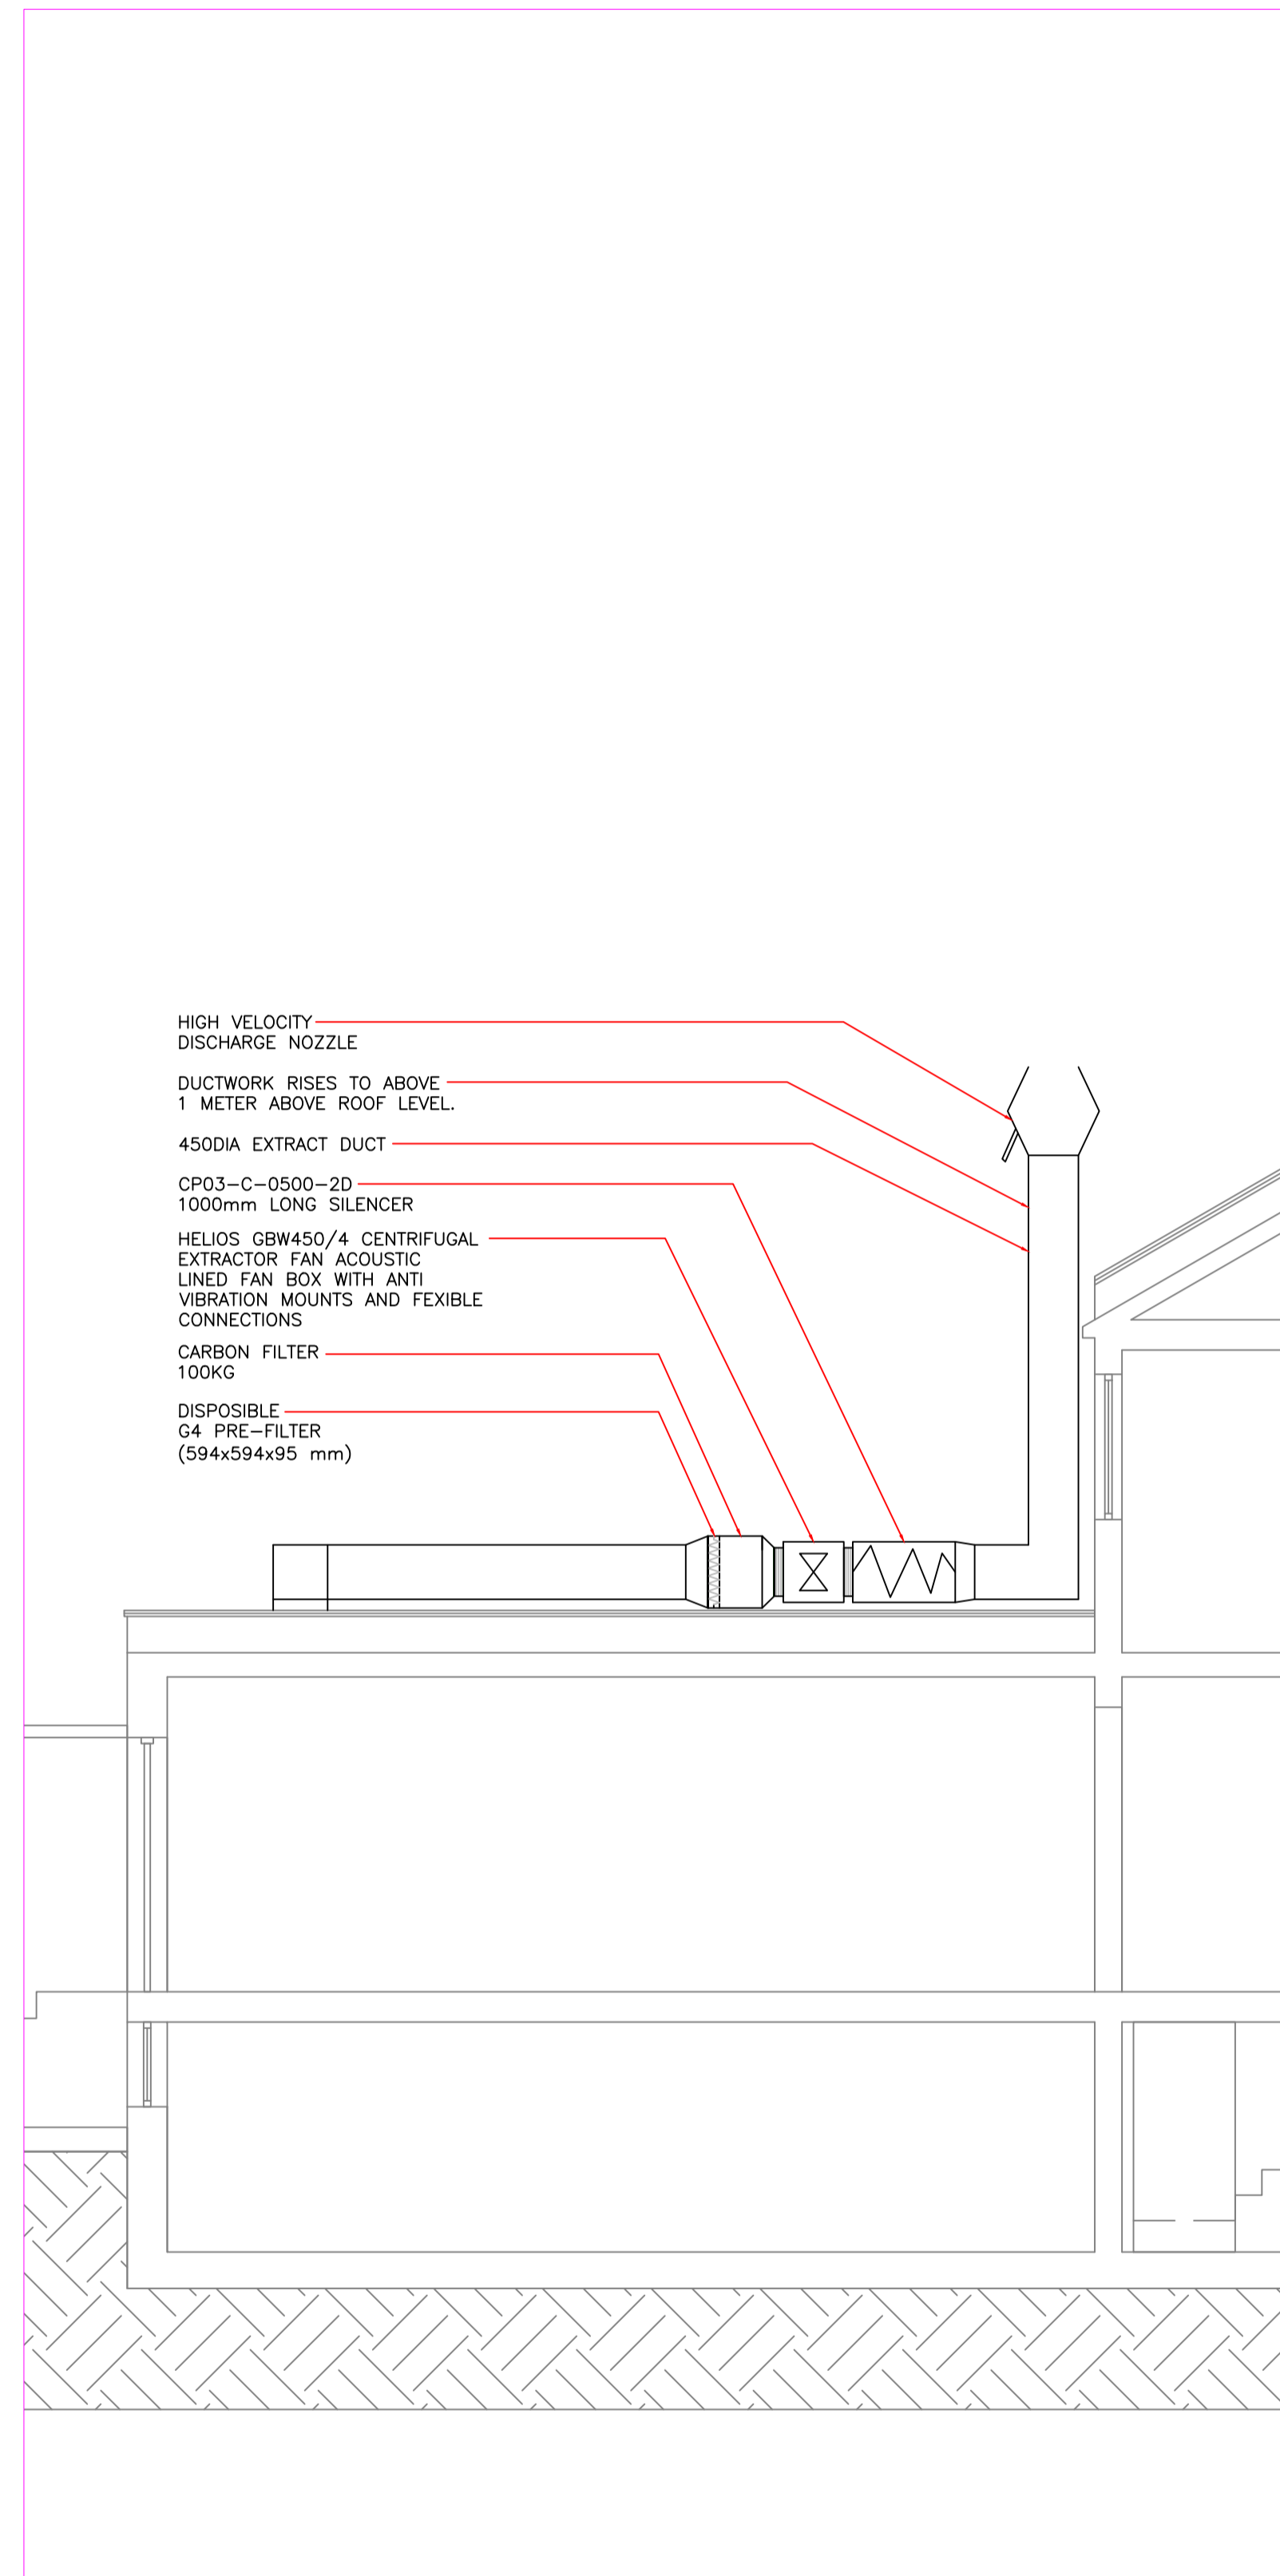 HIGH VELOCITY
DISCHARGE NOZZLE
DUCTWORK RISES TO ABOVE
1 METER ABOVE ROOF LEVEL.
450DIA EXTRACT DUCT
CP03-C-0500-2D
1000mm LONG SILENCER
HELIOS GBW450/4 CENTRIFUGAL
EXTRACTOR FAN ACOUSTIC
LINED FAN BOX WITH ANTI
VIBRATION MOUNTS AND FEXIBLE
CONNECTIONS
CARBON FILTER
100KG
DISPOSIBLE
G4 PRE-FILTER
(594x594x95 mm)